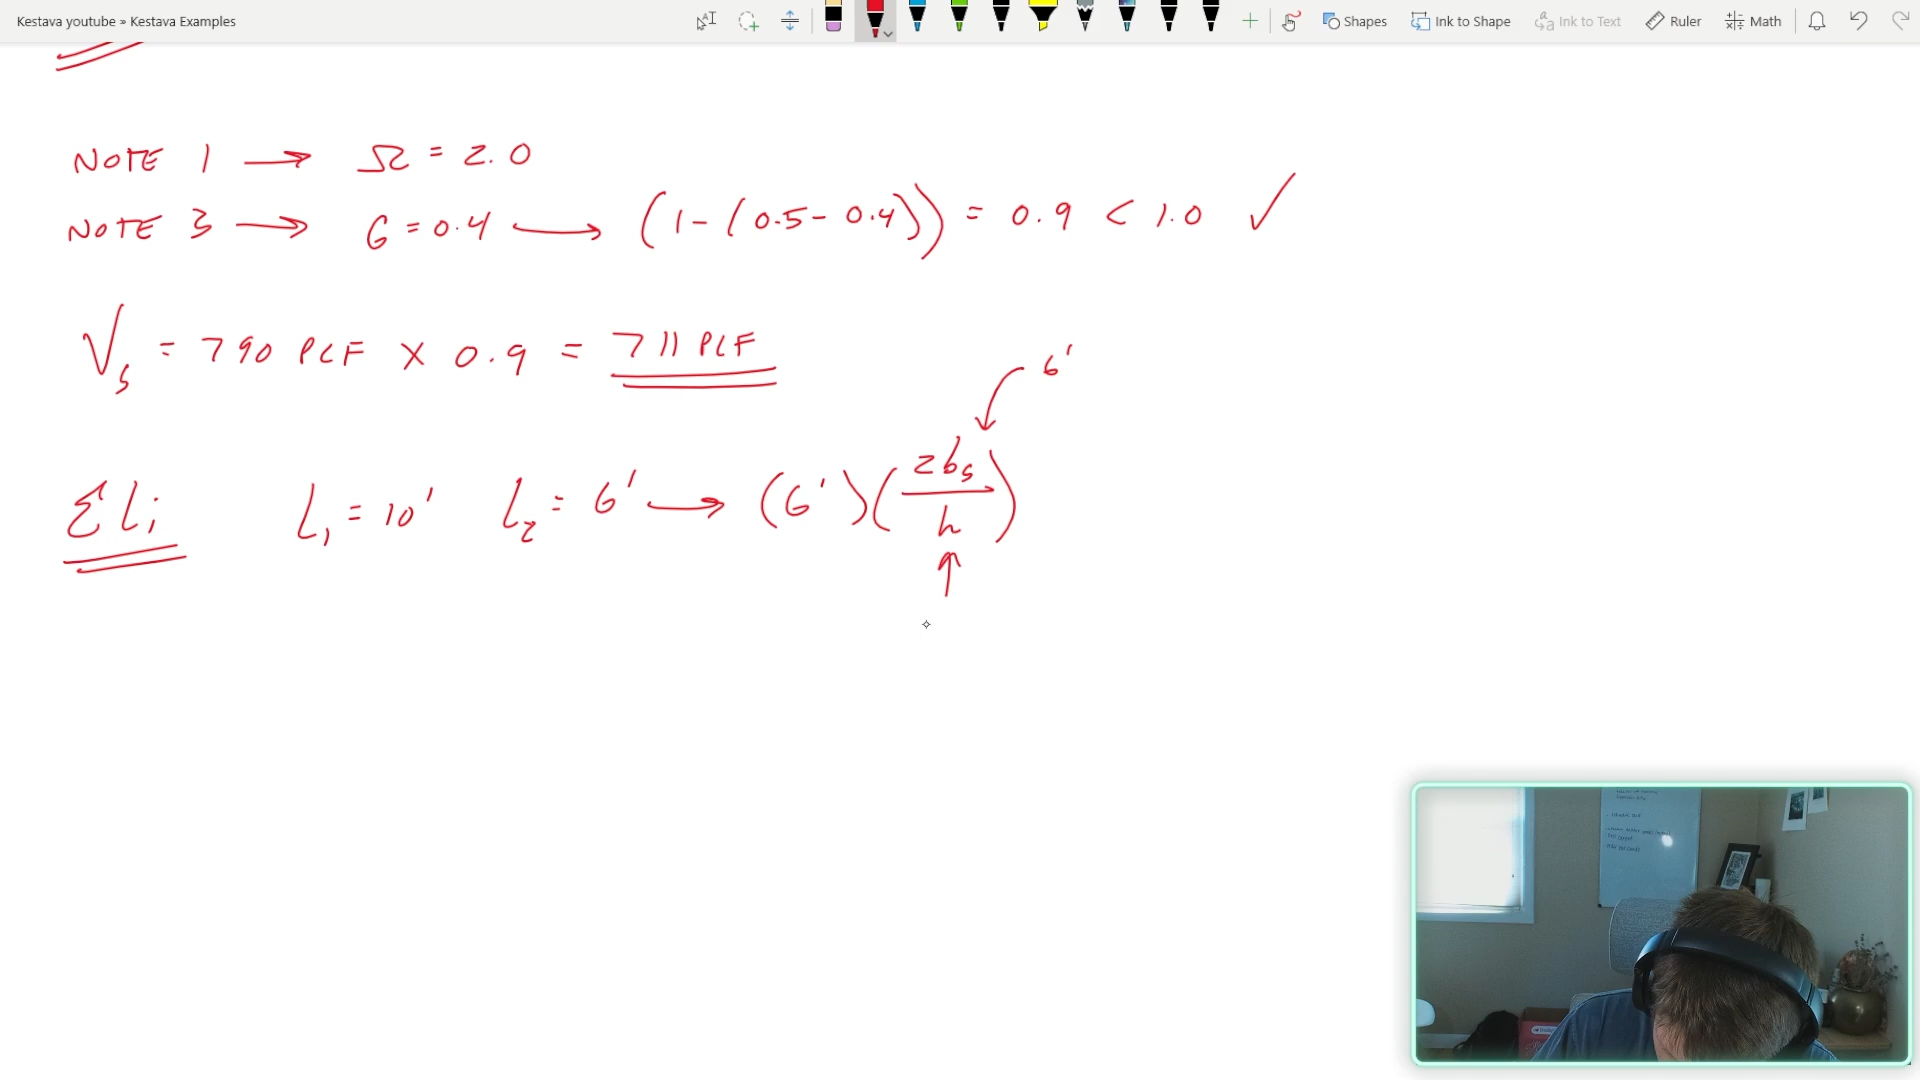 Kestava youtube » Kestava Examples
Shapes Ink to Shape Ink to Text Ruler Math
NOTE 1 → Ω = 2.0
NOTE 3 → G = 0.4 → (1-(0.5-0.4)) = 0.9 < 1.0 ✓
Vs = 790 PLF X 0.9 = 711 PLF
6'
ΣLi L1 = 10' L2 = 6' → (6')(2bs/h)